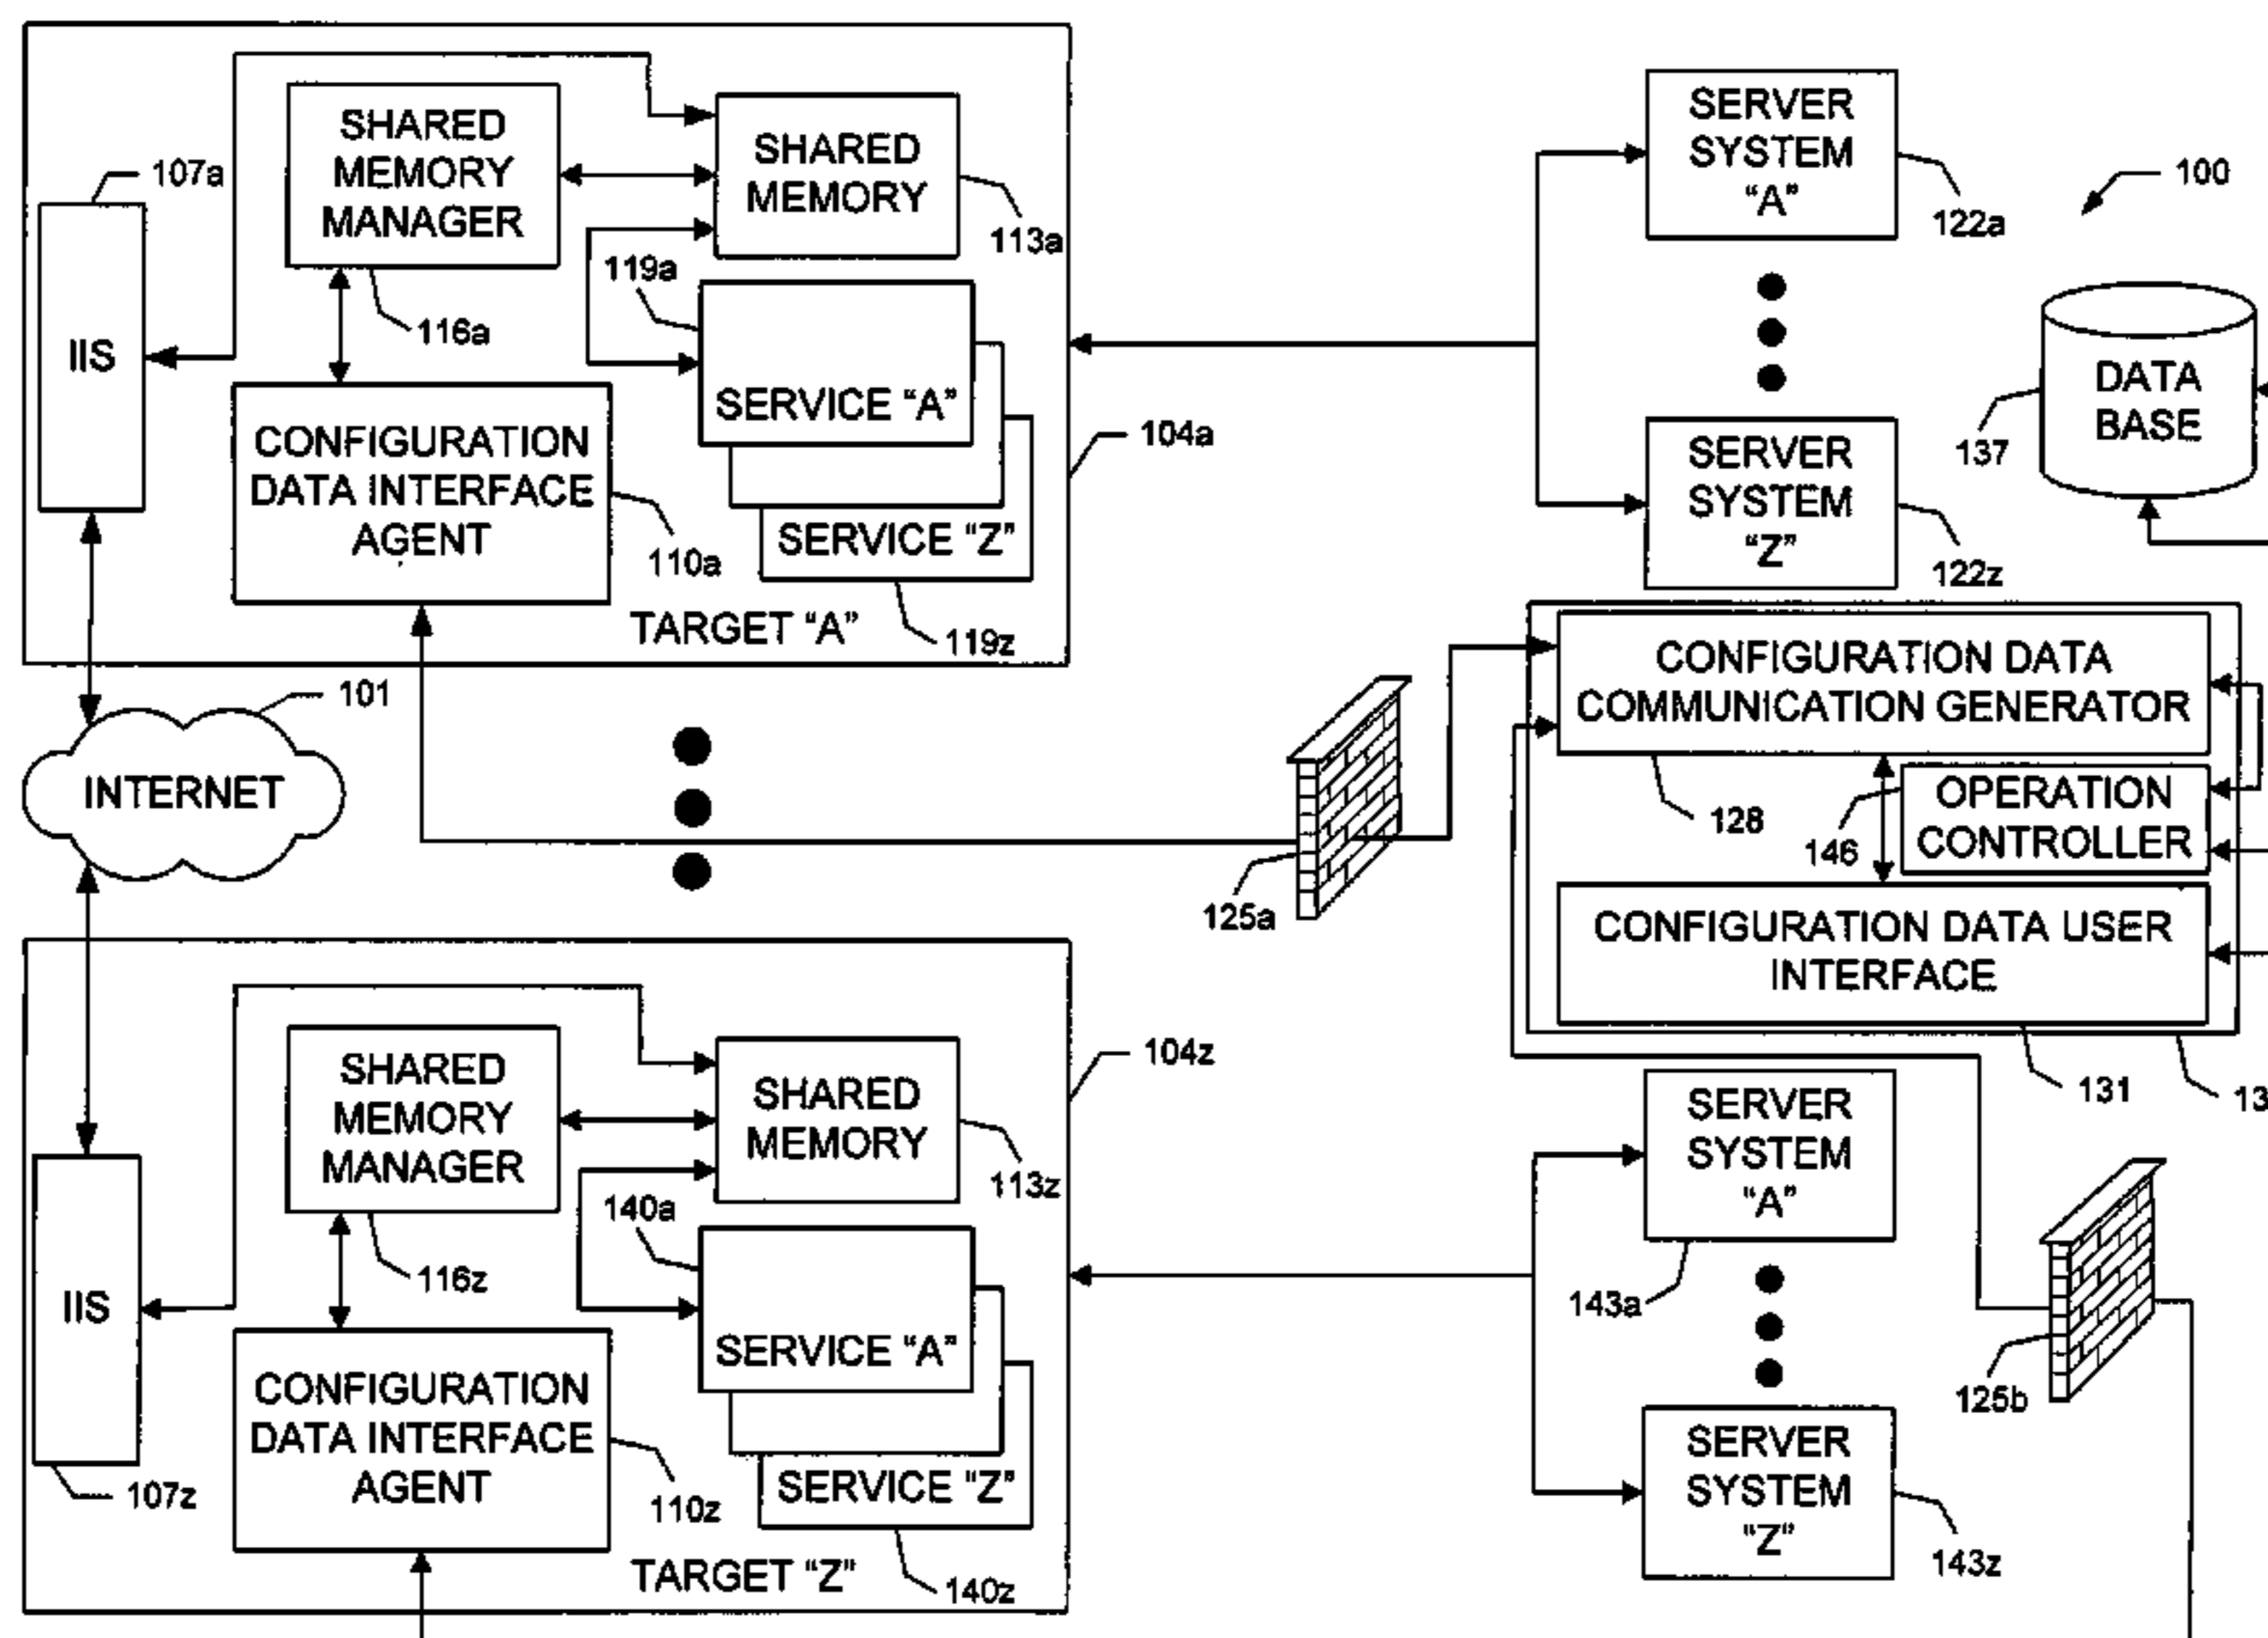 SHARED
MEMORY
MANAGER
116a
SHARED
MEMORY
113a
107a
IIS
119a
SERVICE "A"
SERVICE "Z"
119z
CONFIGURATION
DATA INTERFACE
AGENT
110a
TARGET "A"
104a
SERVER
SYSTEM
"A"
122a
SERVER
SYSTEM
"Z"
122z
100
DATA
BASE
137
101
INTERNET
125a
CONFIGURATION DATA
COMMUNICATION GENERATOR
128
146
OPERATION
CONTROLLER
CONFIGURATION DATA USER
INTERFACE
131
SHARED
MEMORY
MANAGER
116z
SHARED
MEMORY
113z
IIS
107z
140a
SERVICE "A"
SERVICE "Z"
140z
CONFIGURATION
DATA INTERFACE
AGENT
110z
TARGET "Z"
104z
SERVER
SYSTEM
"A"
143a
SERVER
SYSTEM
"Z"
143z
125b